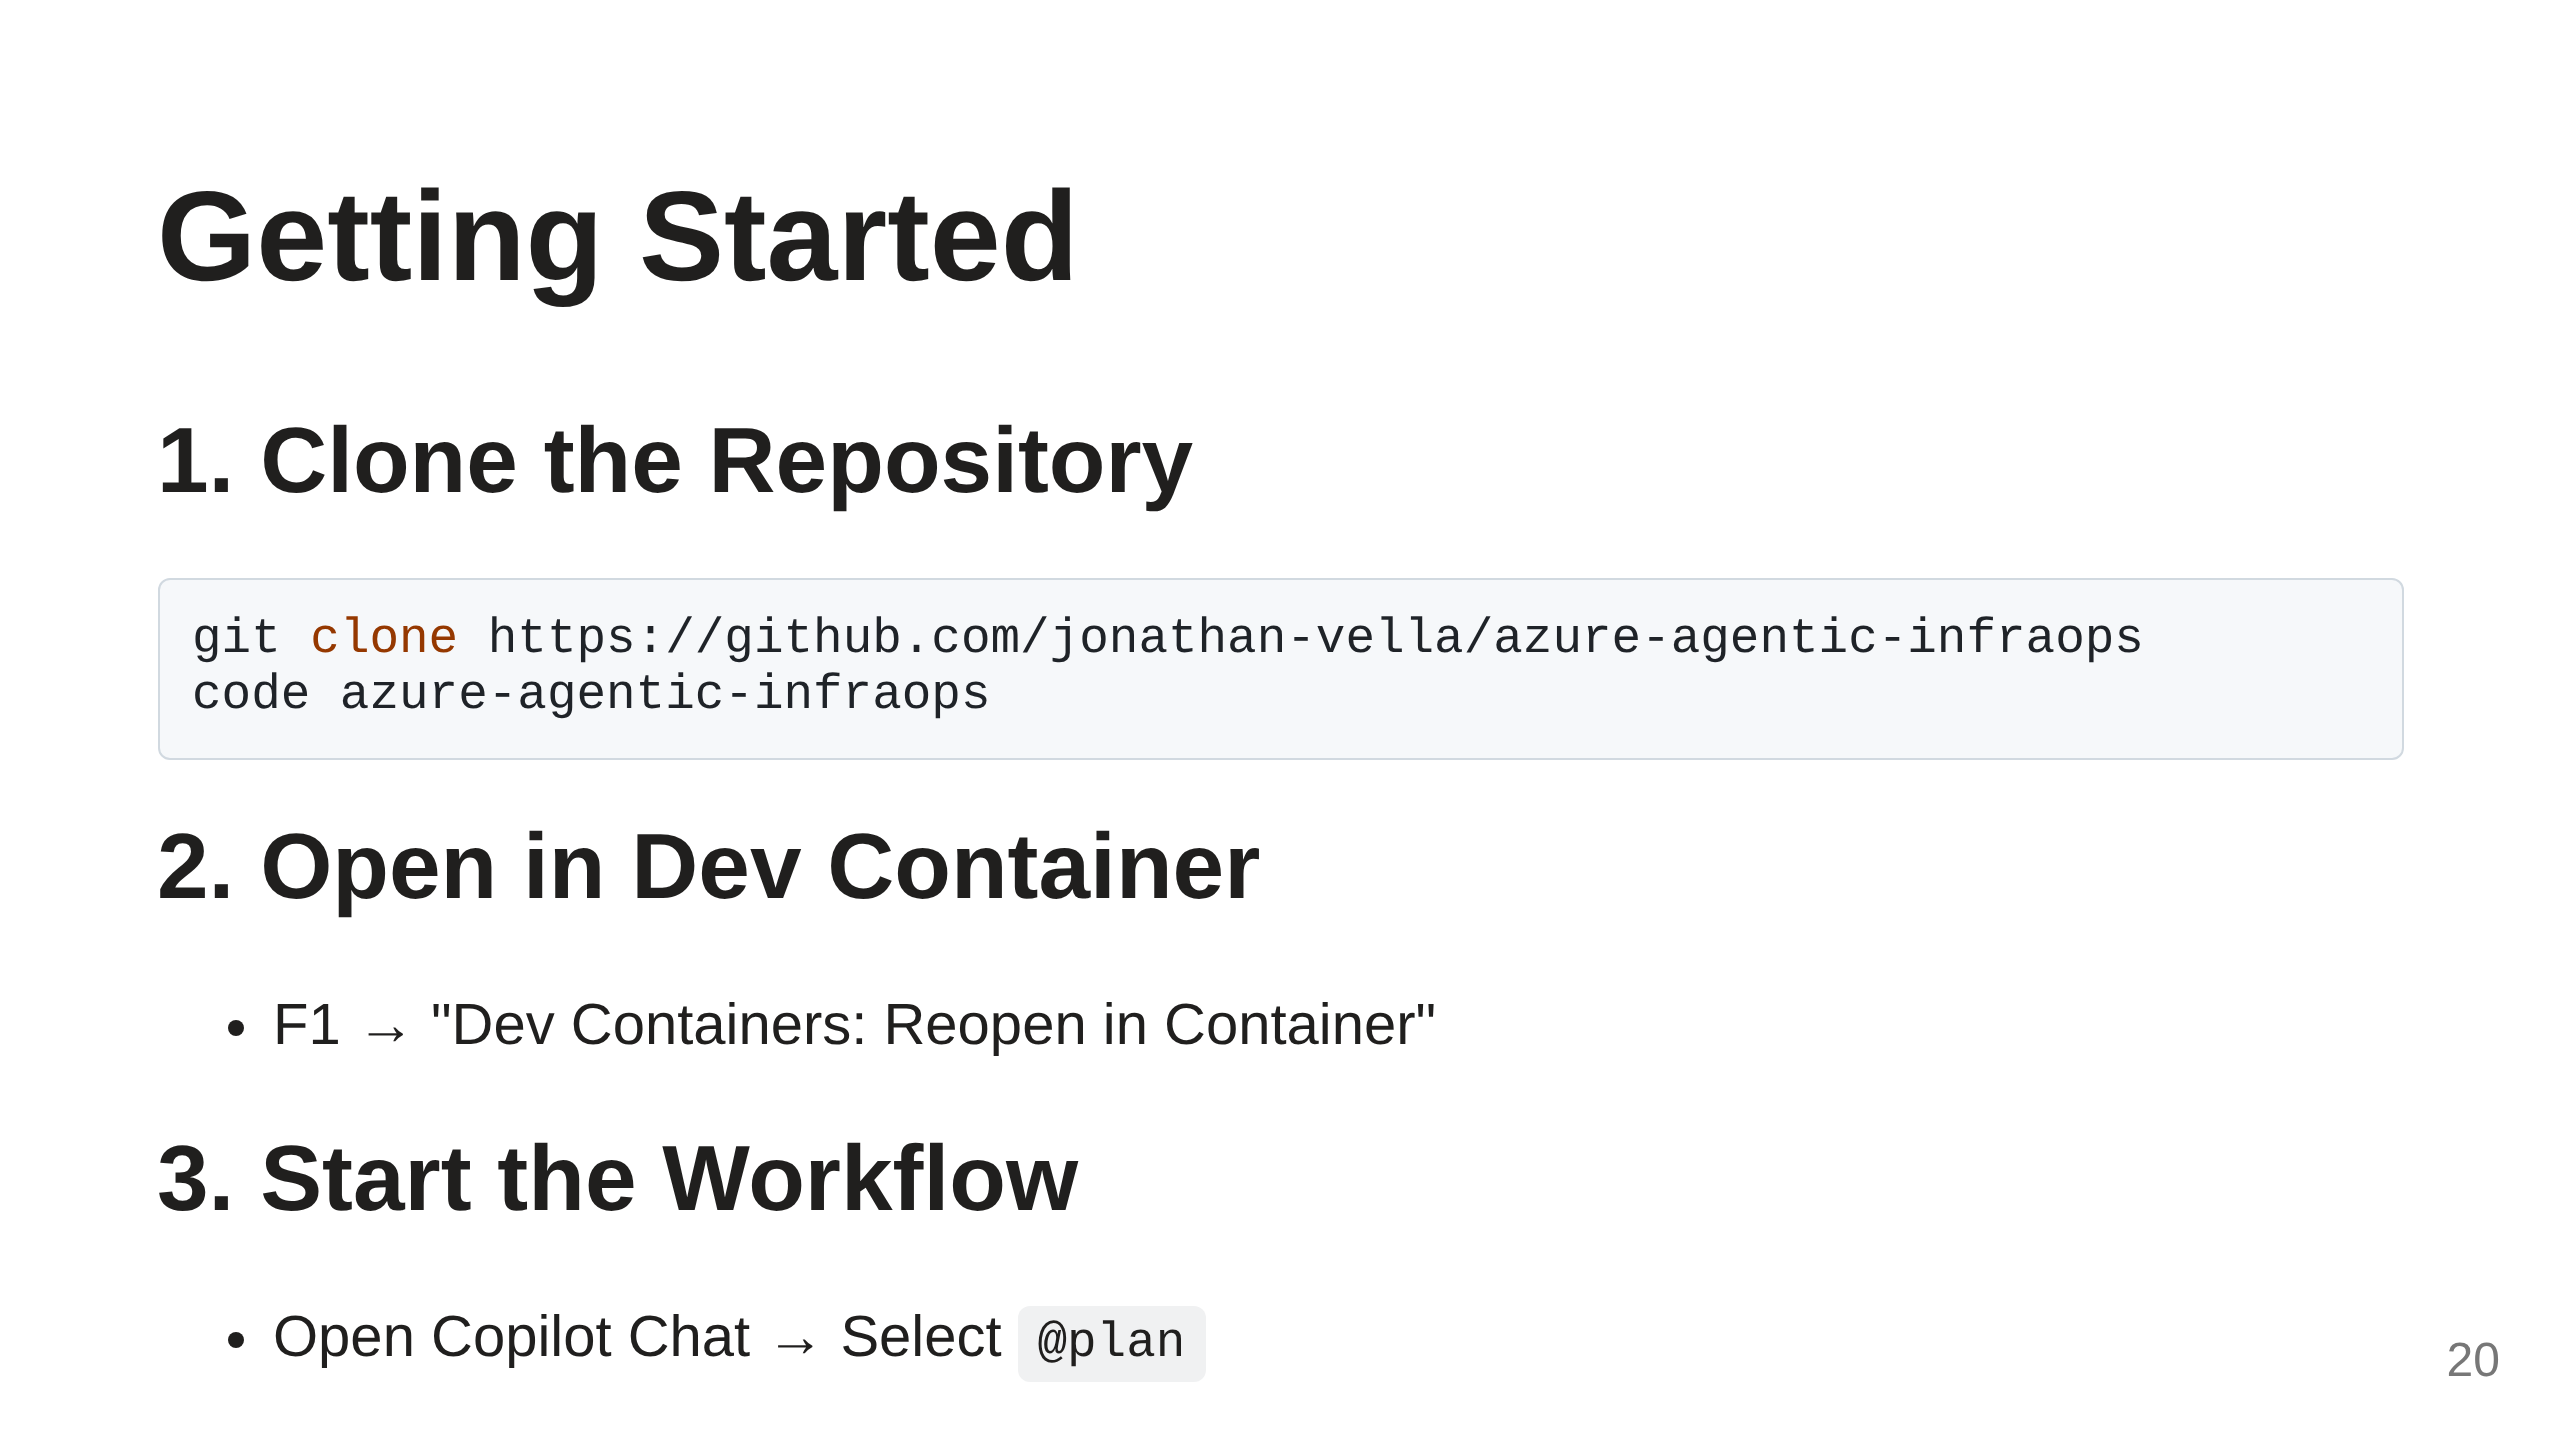 Getting Started
1. Clone the Repository
git clone https://github.com/jonathan-vella/azure-agentic-infraops
code azure-agentic-infraops
2. Open in Dev Container
• F1 → "Dev Containers: Reopen in Container"
3. Start the Workflow
• Open Copilot Chat → Select @plan
20